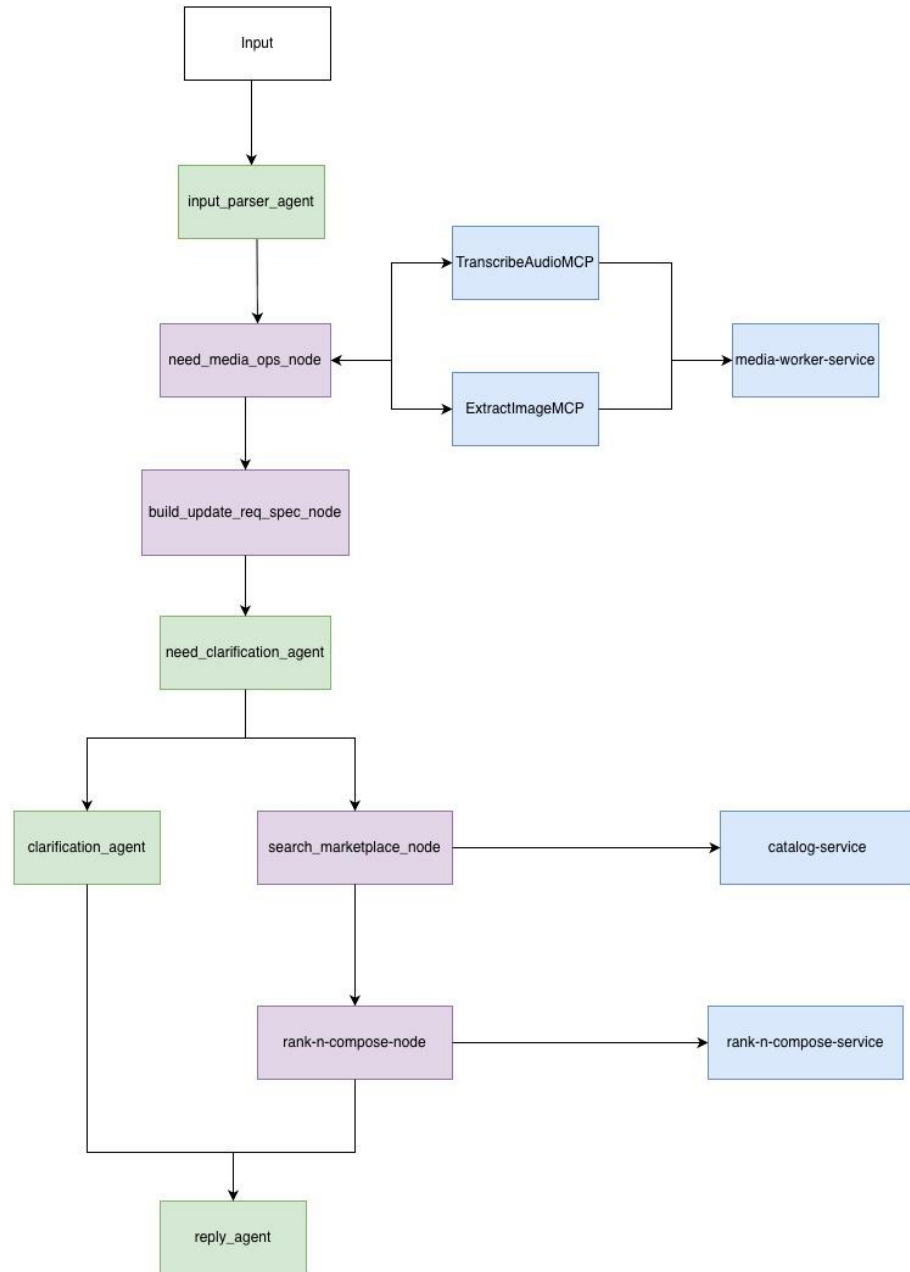 Input
input_parser_agent
TranscribeAudioMCP
need_media_ops_node
media-worker-service
ExtractImageMCP
build_update_req_spec_node
need_clarification_agent
clarification_agent
search_marketplace_node
catalog-service
rank-n-compose-node
rank-n-compose-service
reply_agent